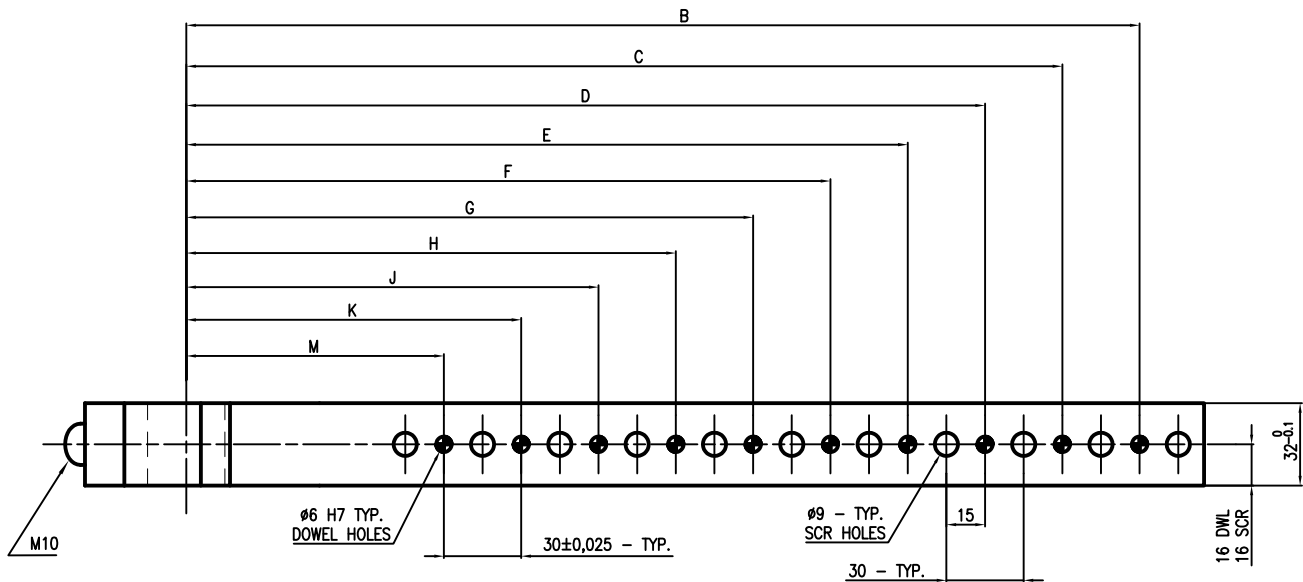 B
C
D
E
F
G
H
J
K
M
M10
ø6 H7 TYP.
DOWEL HOLES
30±0,025 - TYP.
ø9 - TYP.
SCR HOLES
15
30 - TYP.
0
32-0.1
16 DWL
16 SCR